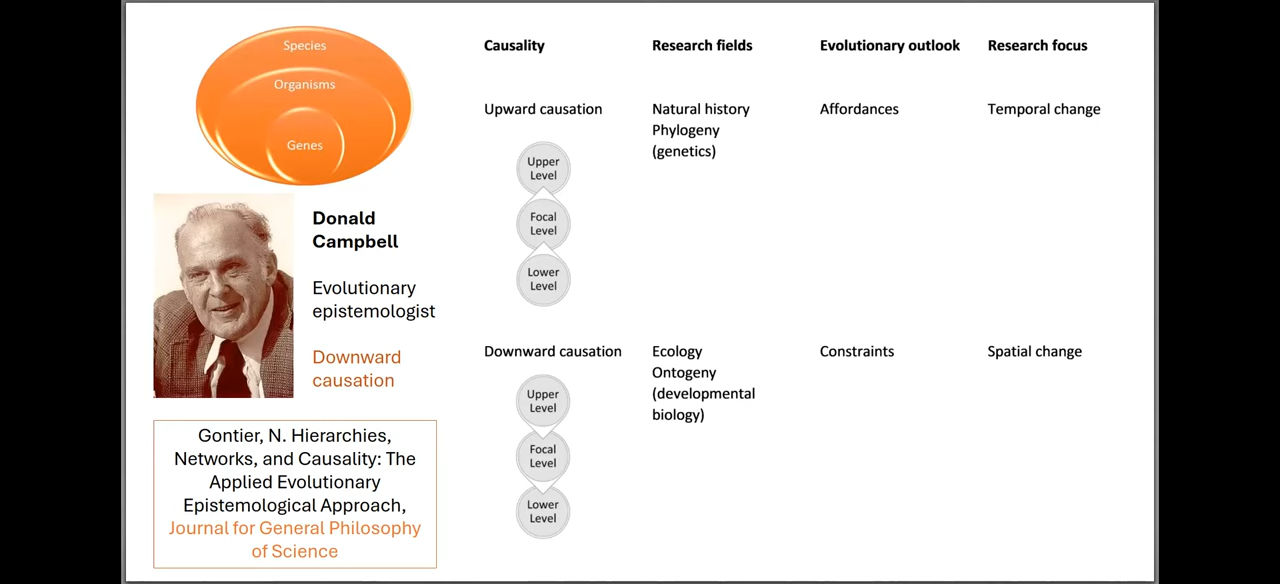 Species
Organisms
Genes
Donald
Campbell
Evolutionary
epistemologist
Downward
causation
Gontier, N. Hierarchies,
Networks, and Causality: The
Applied Evolutionary
Epistemological Approach,
Journal for General Philosophy
of Science
Causality
Research fields
Evolutionary outlook
Research focus
Upward causation
Natural history
Phylogeny
(genetics)
Affordances
Temporal change
Upper
Level
Focal
Level
Lower
Level
Downward causation
Ecology
Ontogeny
(developmental
biology)
Constraints
Spatial change
Upper
Level
Focal
Level
Lower
Level